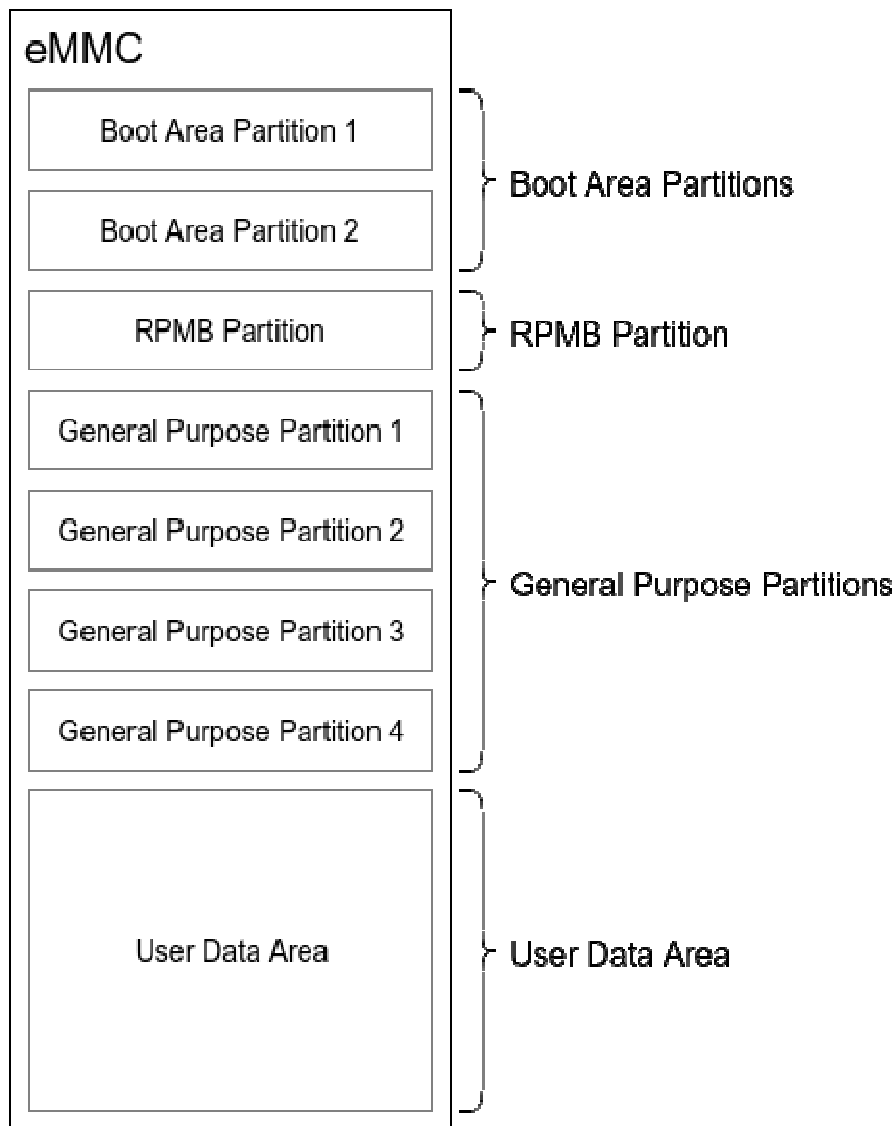 eMMC
Boot Area Partition 1
Boot Area Partition 2
Boot Area Partitions
RPMB Partition
RPMB Partition
General Purpose Partition 1
General Purpose Partition 2
General Purpose Partition 3
General Purpose Partition 4
General Purpose Partitions
User Data Area
User Data Area